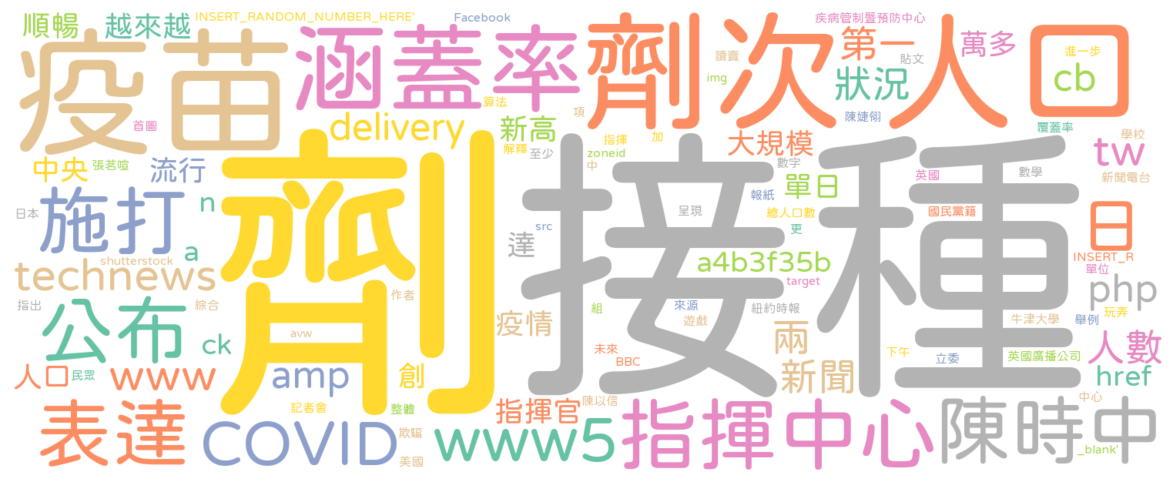 順暢 越來越 INSERT_RANDOM_NUMBER_HERE' Facebook 疾病管制暨預防中心
疫苗 涵蓋率 劑次 人口 第一 萬多 進一步
讀賣 貼文 狀況 cb
img
首圖 delivery 算法 新高 項 陳婕翎 覆蓋率
解釋 至少 指揮 加 大規模 學校
中央 張茗喧 流行 zoneid 中 數字 tw
劑 接種 單日 英國 數學 新聞電台
日本 施打 n src 報紙 呈現 總人口數 國民黨籍 日
a 達 更
shutterstock a4b3f35b INSERT_R
technews 作者 target 單位 php
指出 綜合 組 來源 紐約時報 玩弄
公布 疫情 遊戲 牛津大學 舉例
avw 兩
ck 未來 下午 立委 英國廣播公司 人數
人口 民眾 www amp 創 BBC 新聞 href
記者會 整體 指揮官 陳以信 中心
表達 COVID 欺騙 www5 指揮中心 陳時中
美國 _blank'